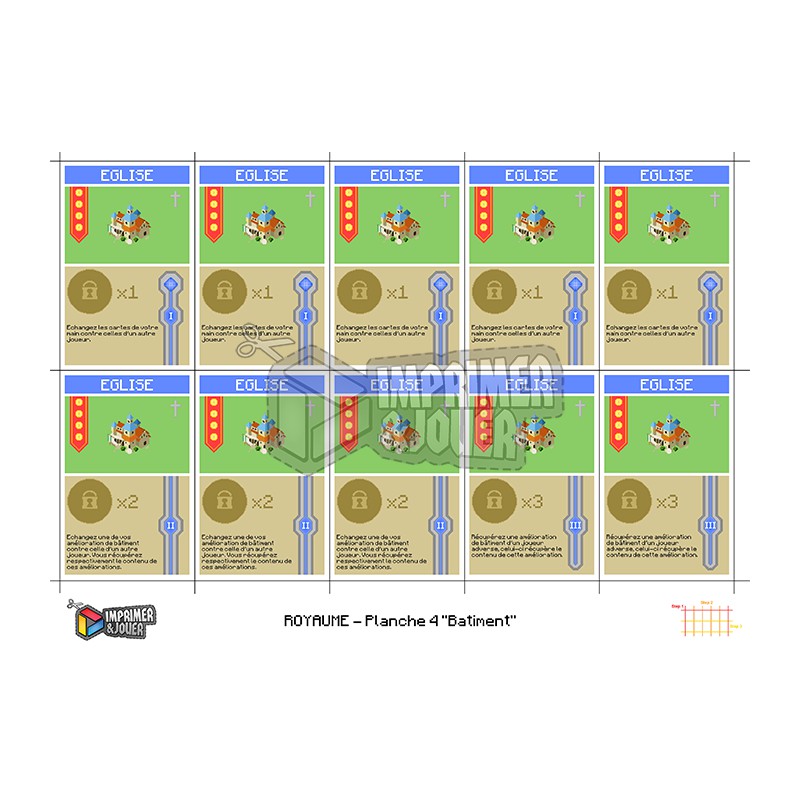 EGLISE EGLISE EGLISE EGLISE EGLISE
x1 x1 x1 x1 x1
I I I I I
Echangez les cartes de votre Echangez les cartes de votre Echangez les cartes de votre Echangez les cartes de votre Echangez les cartes de votre
main contre celles d'un autre main contre celles d'un autre main contre celles d'un autre main contre celles d'un autre main contre celles d'un autre
joueur. joueur. joueur. joueur. joueur.
IMPRIMER
& JOUER
EGLISE EGLISE EGLISE EGLISE EGLISE
x2 x2 x2 x3 x3
II II II III III
Echangez une de vos Echangez une de vos Echangez une de vos Récupérez une amélioration Récupérez une amélioration
amélioration de bâtiment amélioration de bâtiment amélioration de bâtiment de bâtiment d'un joueur de bâtiment d'un joueur
contre celle d'un autre contre celle d'un autre contre celle d'un autre adverse, celui-ci récupère le adverse, celui-ci récupère le
joueur. Vous récupérez joueur. Vous récupérez joueur. Vous récupérez contenu de cette amélioration. contenu de cette amélioration.
respectivement le contenu de respectivement le contenu de respectivement le contenu de
ces améliorations. ces améliorations. ces améliorations.
IMPRIMER
& JOUER
ROYAUME - Planche 4 "Batiment"
Step 2
Step 1
Step 3